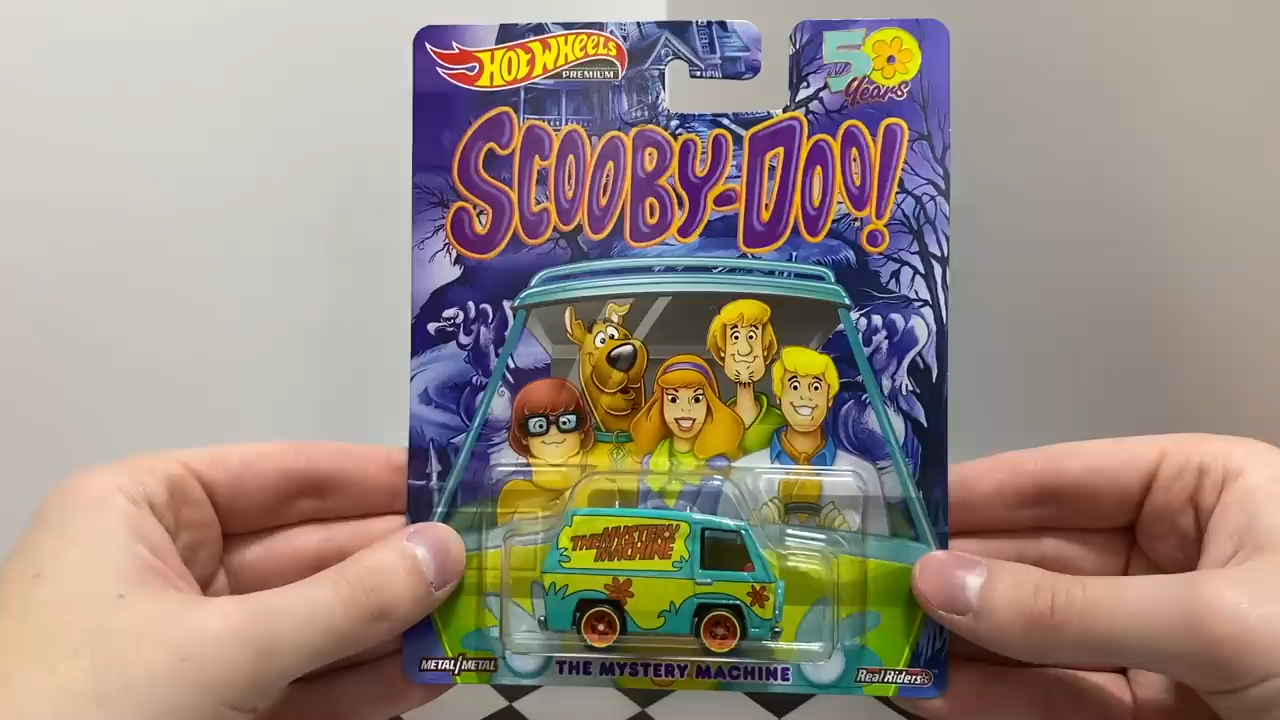 HOT WHEELS
PREMIUM
50
Years
SCOOBY-DOO!
THE MYSTERY
MACHINE
METAL/METAL
THE MYSTERY MACHINE
Real Riders